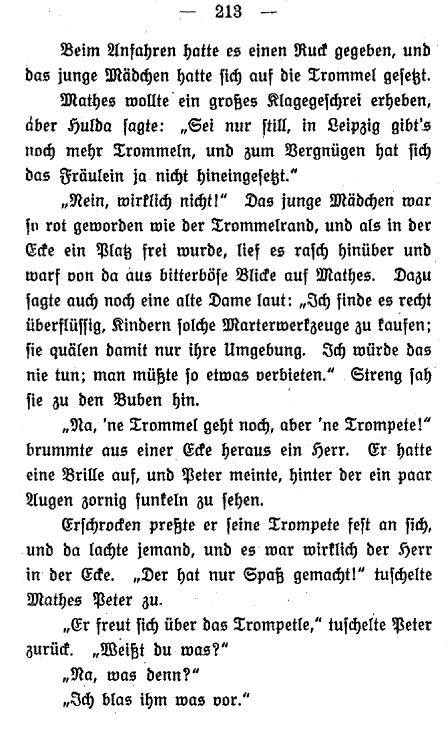 — 213 —
Beim Anfahren hatte es einen Ruck gegeben, und
das junge Mädchen hatte sich auf die Trommel gesetzt.
Mathes wollte ein großes Klagegeschrei erheben,
aber Hulda sagte: „Sei nur still, in Leipzig gibt's
noch mehr Trommeln, und zum Vergnügen hat sich
das Fräulein ja nicht hineingesetzt.“
„Nein, wirklich nicht!“ Das junge Mädchen war
so rot geworden wie der Trommelrand, und als in der
Ecke ein Platz frei wurde, lief es rasch hinüber und
warf von da aus bitterböse Blicke auf Mathes. Dazu
sagte auch noch eine alte Dame laut: „Ich finde es recht
überflüssig, Kindern solche Marterwerkzeuge zu kaufen;
sie quälen damit nur ihre Umgebung. Ich würde das
nie tun; man müßte so etwas verbieten.“ Streng sah
sie zu den Buben hin.
„Na, 'ne Trommel geht noch, aber 'ne Trompete!“
brummte aus einer Ecke heraus ein Herr. Er hatte
eine Brille auf, und Peter meinte, hinter der ein paar
Augen zornig funkeln zu sehen.
Erschrocken preßte er seine Trompete fest an sich,
und da lachte jemand, und es war wirklich der Herr
in der Ecke. „Der hat nur Spaß gemacht!“ tuschelte
Mathes Peter zu.
„Er freut sich über das Trompetle,“ tuschelte Peter
zurück. „Weißt du was?“
„Na, was denn?“
„Ich blas ihm was vor.“